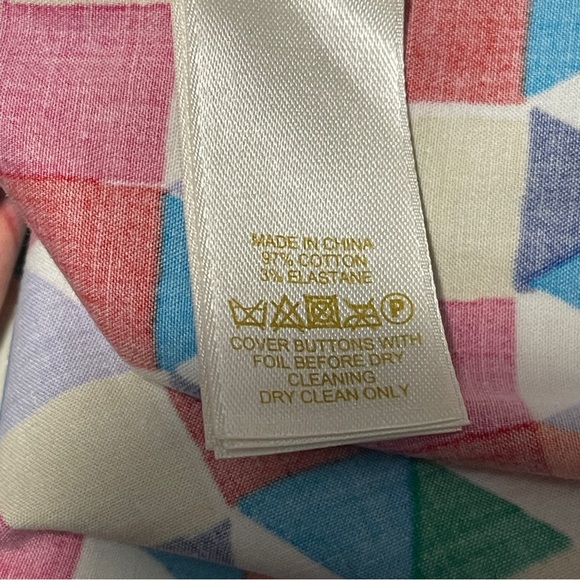 MADE IN CHINA
97% COTTON
3% ELASTANE
P
COVER BUTTONS WITH
FOIL BEFORE DRY
CLEANING
DRY CLEAN ONLY